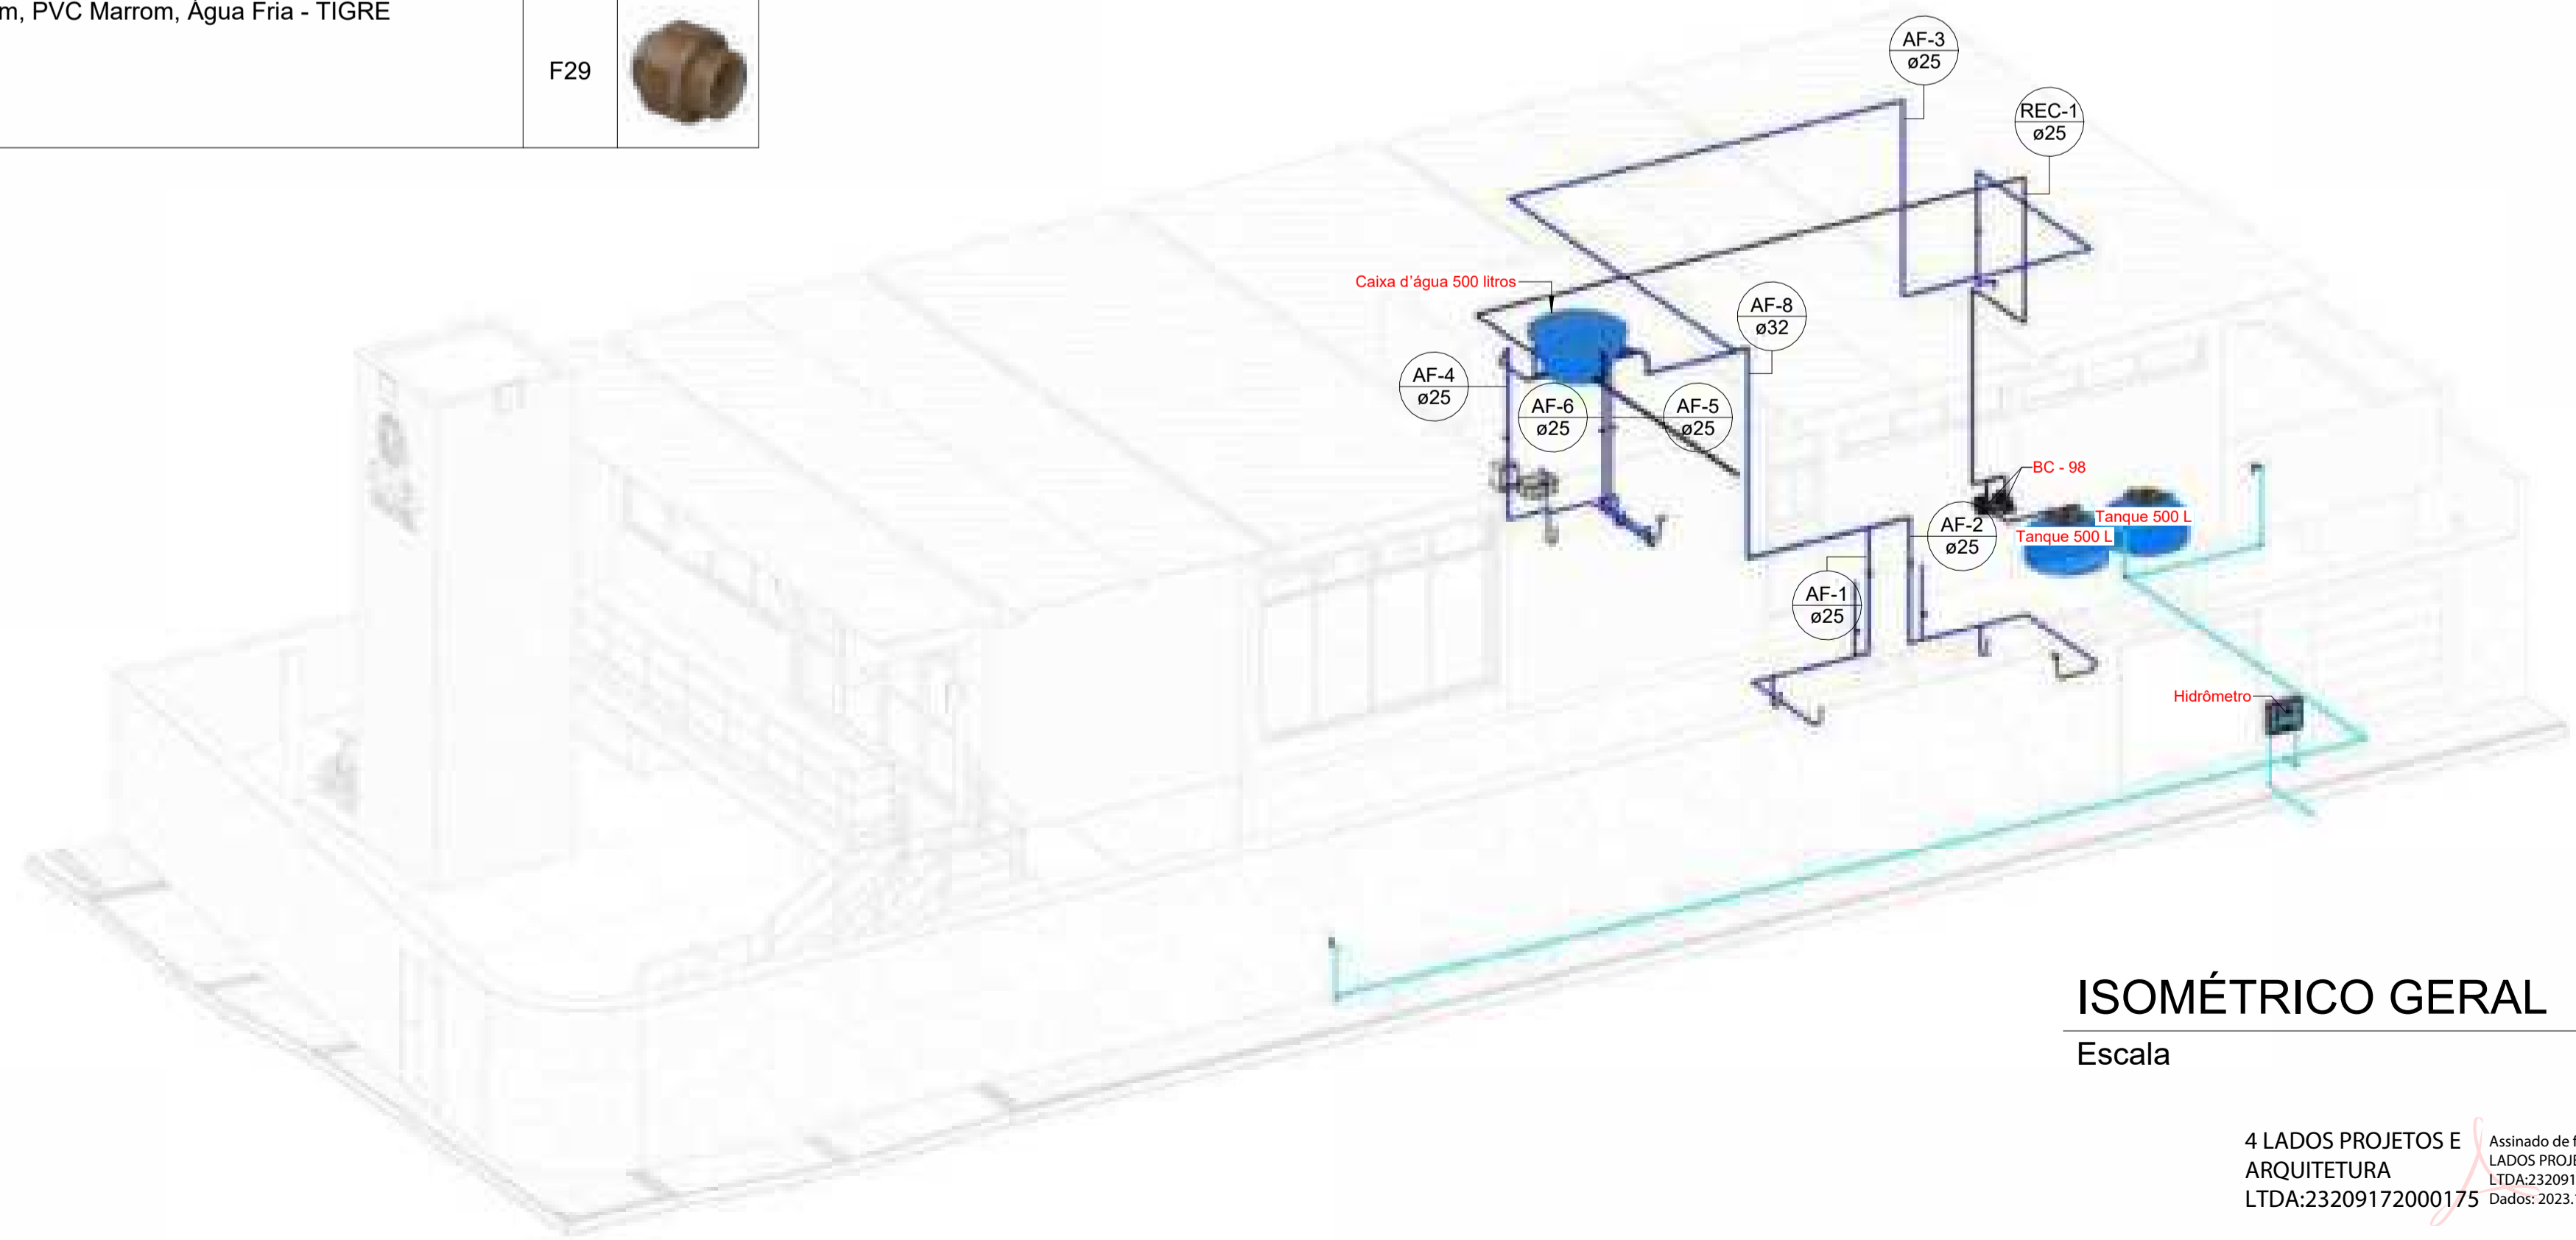 m, PVC Marrom, Água Fria - TIGRE
F29
AF-3
ø25
REC-1
ø25
Caixa d'água 500 litros
AF-8
ø32
AF-4
ø25
AF-6
ø25
AF-5
ø25
BC - 98
Tanque 500 L
Tanque 500 L
AF-2
ø25
AF-1
ø25
Hidrômetro
ISOMÉTRICO GERAL
Escala
4 LADOS PROJETOS E
ARQUITETURA
LTDA:23209172000175
Assinado de f
LADOS PROJE
LTDA:232091
Dados: 2023.